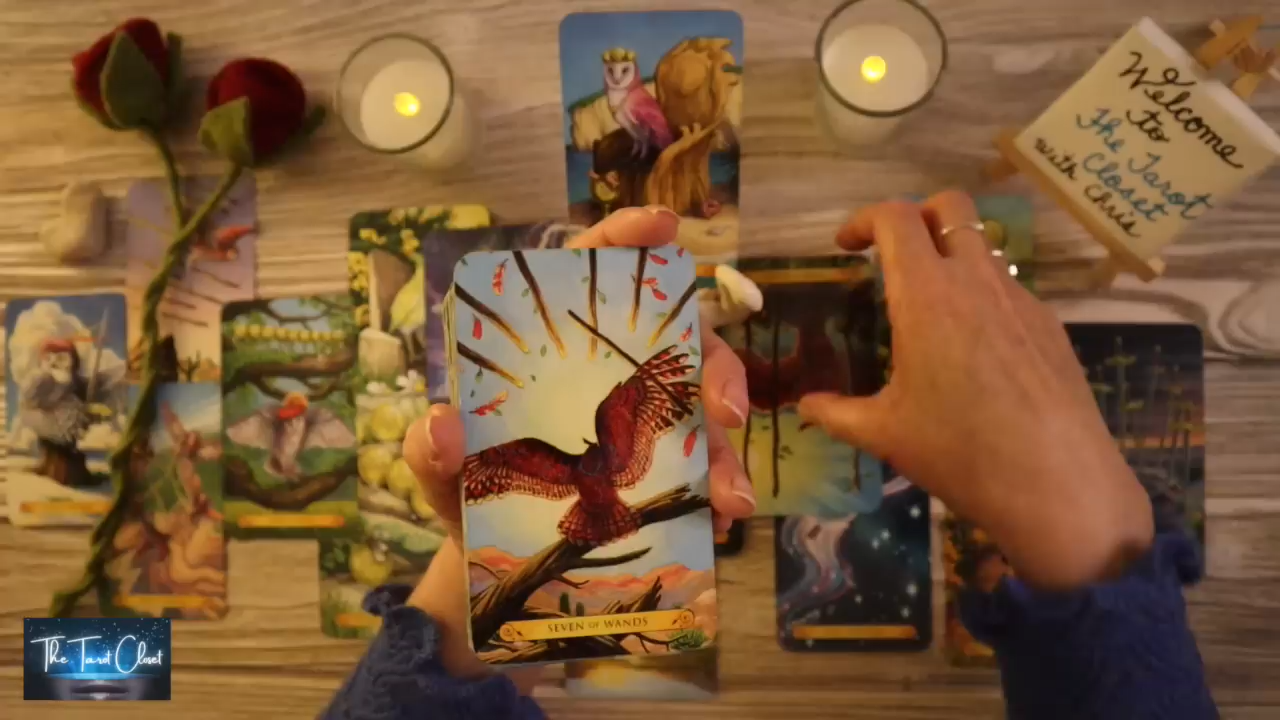 Welcome
to
The Tarot
Closet
with Chris
SEVEN OF WANDS
The Tarot Closet